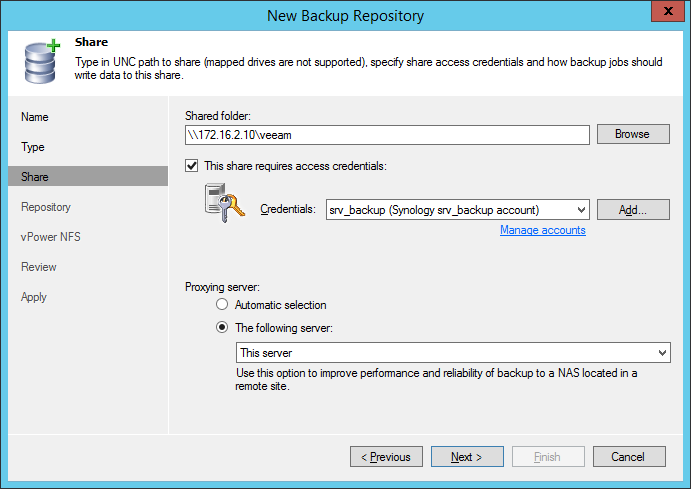 New Backup Repository
x
Share
Type in UNC path to share (mapped drives are not supported), specify share access credentials and how backup jobs should
write data to this share.
Name
Type
Share
Repository
vPower NFS
Review
Apply
Shared folder:
\\172.16.2.10\veeam
Browse
This share requires access credentials:
Credentials:
srv_backup (Synology srv_backup account)
Add...
Manage accounts
Proxying server:
Automatic selection
The following server:
This server
Use this option to improve performance and reliability of backup to a NAS located in a
remote site.
< Previous
Next >
Finish
Cancel